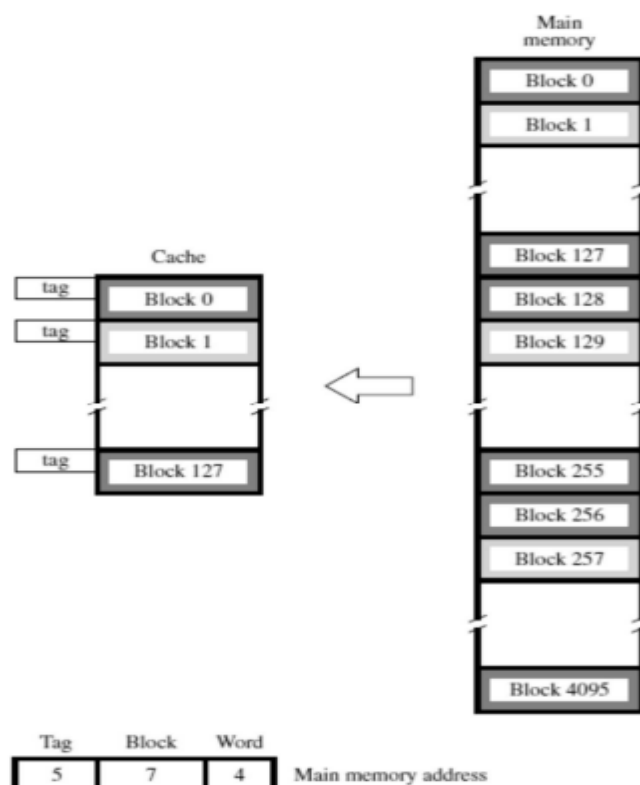 Main
memory
Block 0
Block 1
Block 127
Block 128
Block 129
Block 255
Block 256
Block 257
Block 4095
Cache
tag
Block 0
tag
Block 1
tag
Block 127
Tag Block Word
5 7 4 Main memory address